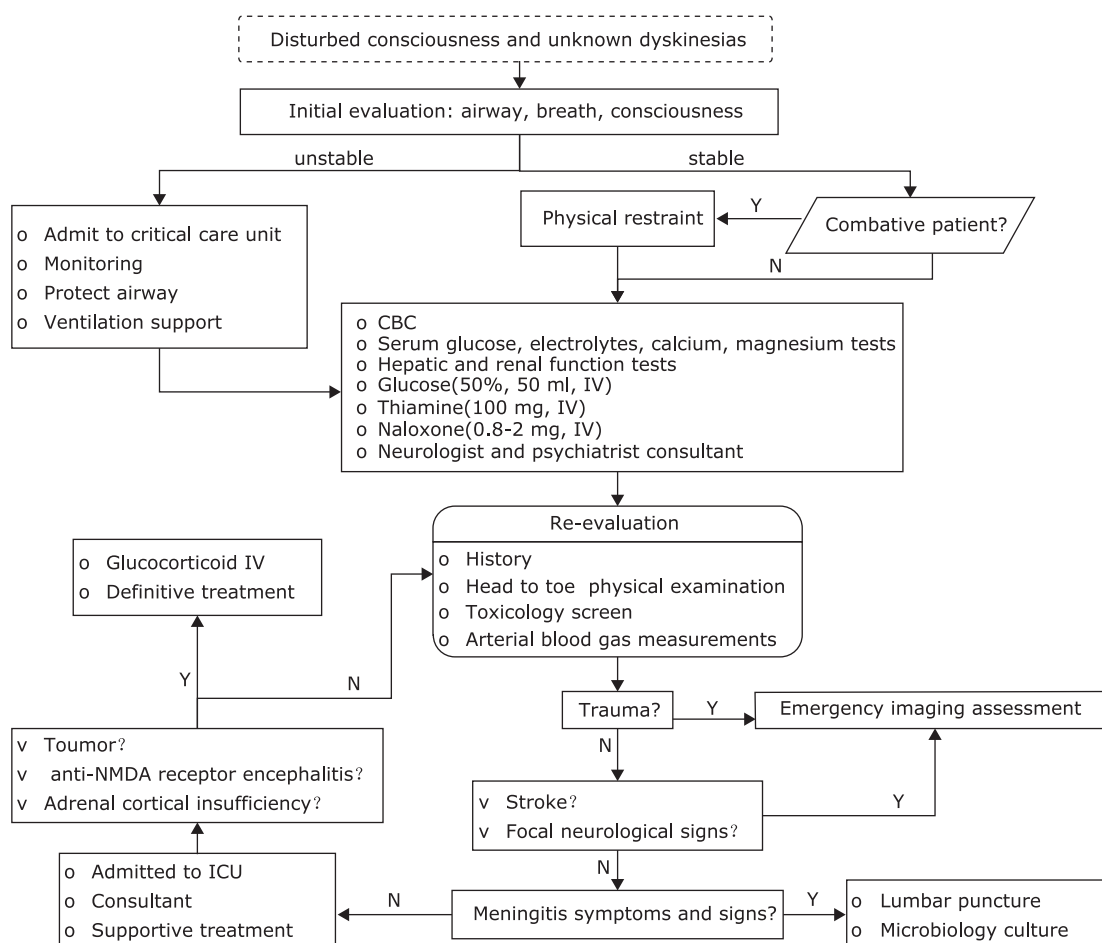 Disturbed consciousness and unknown dyskinesias
Initial evaluation: airway, breath, consciousness
unstable
stable
Physical restraint
Y
Combative patient?
N
o Admit to critical care unit
o Monitoring
o Protect airway
o Ventilation support
o CBC
o Serum glucose, electrolytes, calcium, magnesium tests
o Hepatic and renal function tests
o Glucose(50%, 50 ml, IV)
o Thiamine(100 mg, IV)
o Naloxone(0.8-2 mg, IV)
o Neurologist and psychiatrist consultant
Re-evaluation
o History
o Head to toe physical examination
o Toxicology screen
o Arterial blood gas measurements
o Glucocorticoid IV
o Definitive treatment
Y
N
Trauma?
Y
Emergency imaging assessment
N
v Toumor?
v anti-NMDA receptor encephalitis?
v Adrenal cortical insufficiency?
v Stroke?
v Focal neurological signs?
Y
N
o Admitted to ICU
o Consultant
o Supportive treatment
N
Meningitis symptoms and signs?
Y
o Lumbar puncture
o Microbiology culture